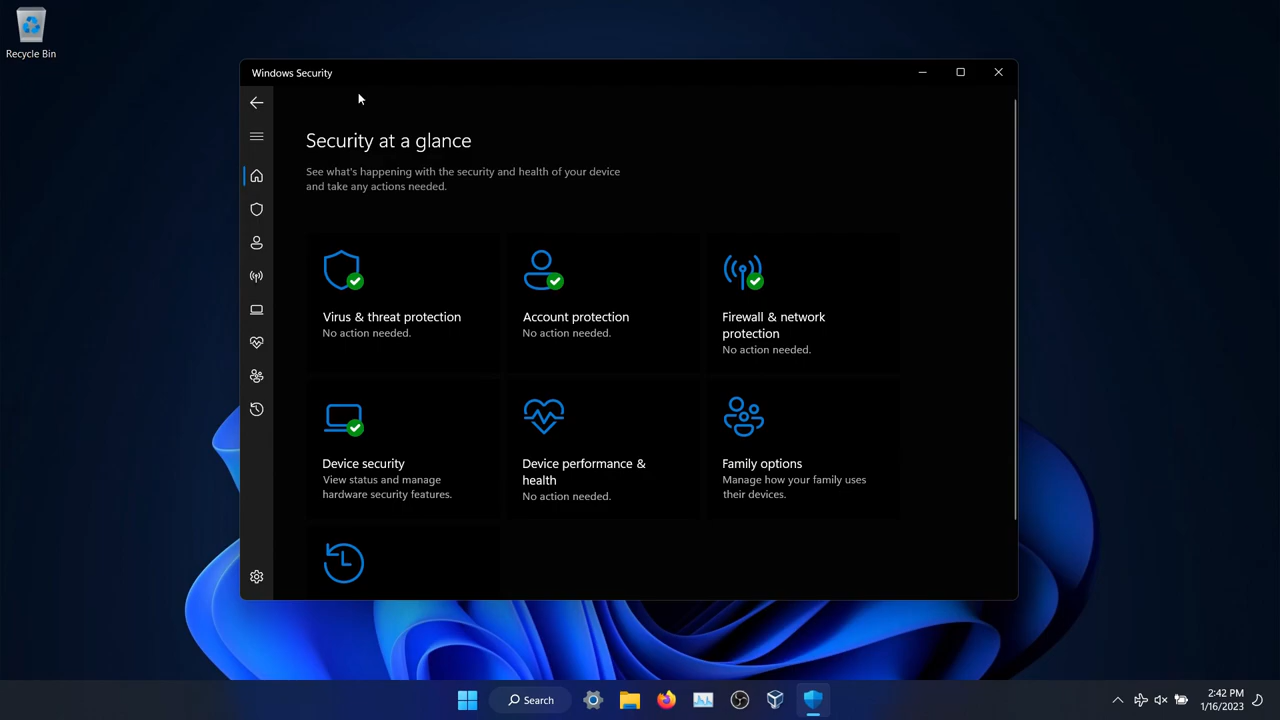 Recycle Bin
Windows Security
Security at a glance
See what's happening with the security and health of your device
and take any actions needed.
Virus & threat protection
No action needed.
Account protection
No action needed.
Firewall & network
protection
No action needed.
Device security
View status and manage
hardware security features.
Device performance &
health
No action needed.
Family options
Manage how your family uses
their devices.
Search
2:42 PM
1/16/2023